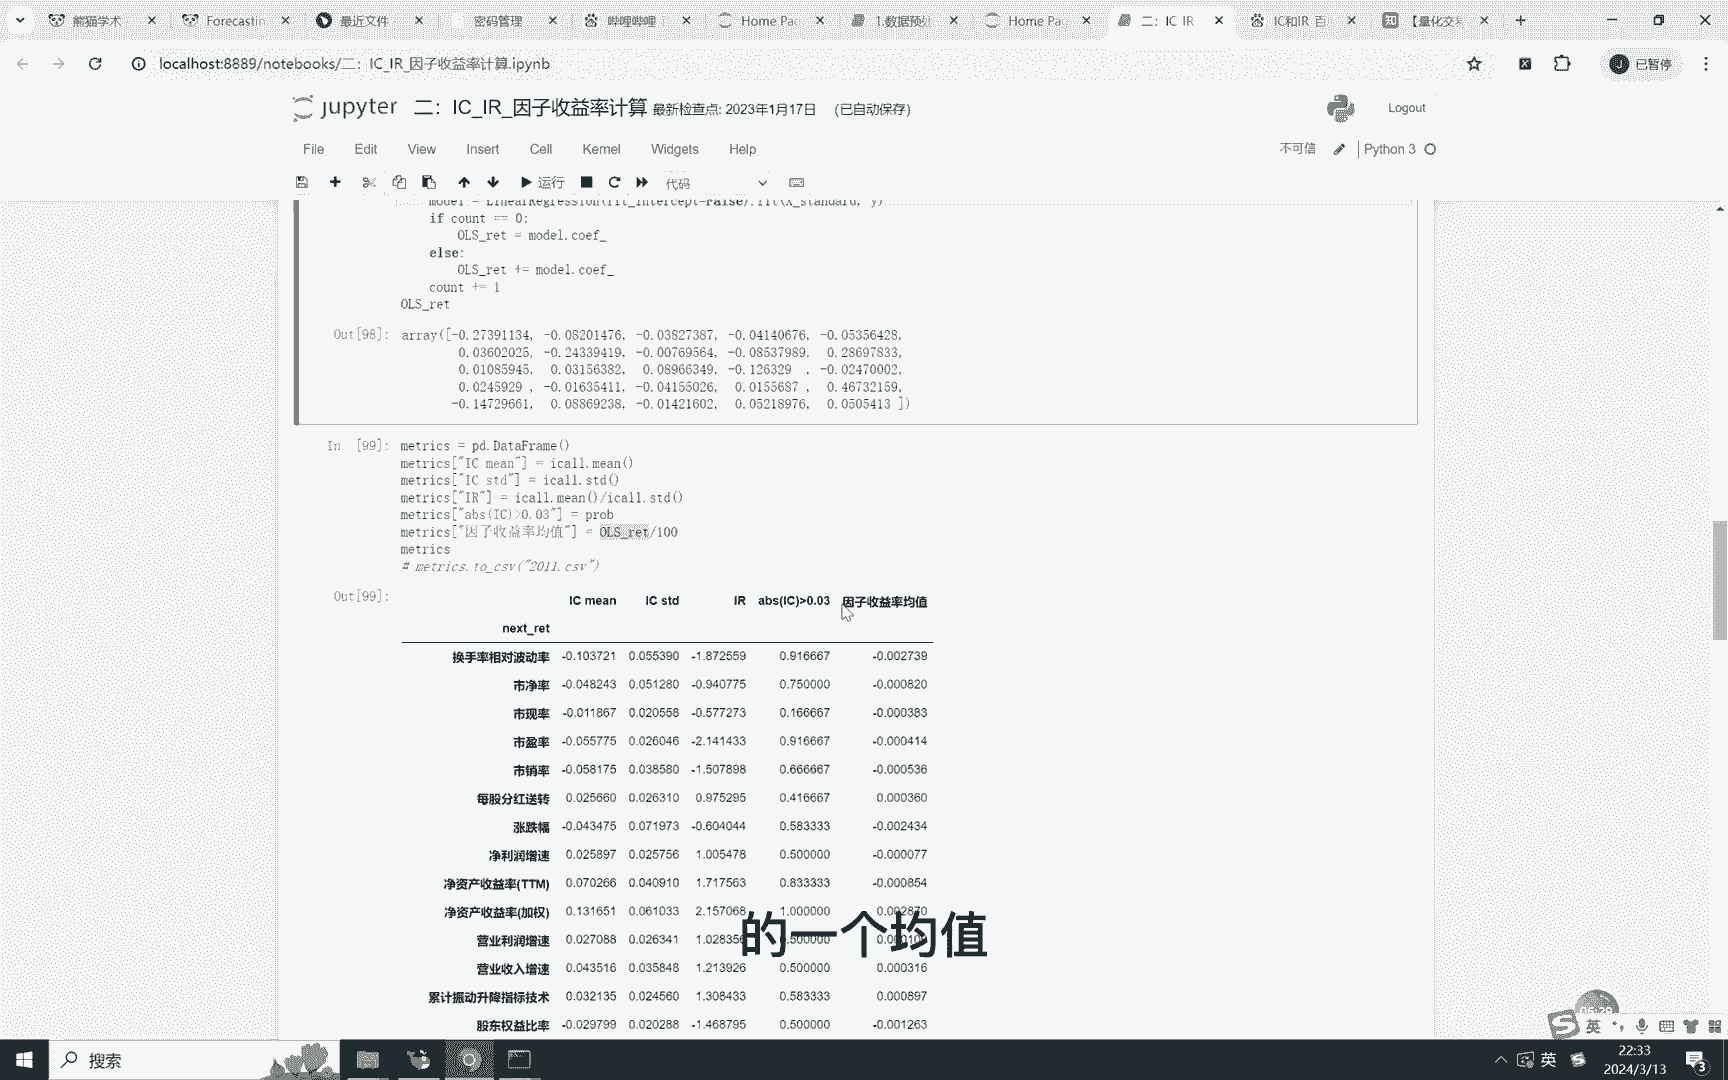 熊猫学术
Forecastin
最近文件
密码管理
哔哩哔哩
Home Pag
1.数据预处
Home Pag
二：IC_IR
IC和IR_百
【量化交易
localhost:8889/notebooks/二：IC_IR_因子收益率计算.ipynb
已暂停
jupyter 二：IC_IR_因子收益率计算 最新检查点: 2023年1月17日 (已自动保存)
Logout
File Edit View Insert Cell Kernel Widgets Help
不可信
Python 3
运行
代码
model = LinearRegression(fit_intercept=False).fit(X_standard, y)
if count == 0:
OLS_ret = model.coef_
else:
OLS_ret += model.coef_
count += 1
OLS_ret
Out[98]: array([-0.27391134, -0.08201476, -0.03827387, -0.04140676, -0.05356428,
0.03602025, -0.24339419, -0.00769564, -0.08537989, 0.28697833,
0.01085945, 0.03156382, 0.08966349, -0.126329 , -0.02470002,
0.0245929 , -0.01635411, -0.04155026, 0.0155687 , 0.46732159,
-0.14729661, 0.08869238, -0.01421602, 0.05218976, 0.0505413 ])
In [99]: metrics = pd.DataFrame()
metrics["IC mean"] = icall.mean()
metrics["IC std"] = icall.std()
metrics["IR"] = icall.mean()/icall.std()
metrics["abs(IC)>0.03"] = prob
metrics["因子收益率均值"] = OLS_ret/100
metrics
# metrics.to_csv("2011.csv")
Out[99]:
IC mean IC std IR abs(IC)>0.03 因子收益率均值
next_ret
换手率相对波动率 -0.103721 0.055390 -1.872559 0.916667 -0.002739
市净率 -0.048243 0.051280 -0.940775 0.750000 -0.000820
市现率 -0.011867 0.020558 -0.577273 0.166667 -0.000383
市盈率 -0.055775 0.026046 -2.141433 0.916667 -0.000414
市销率 -0.058175 0.038580 -1.507898 0.666667 -0.000536
每股分红送转 0.025660 0.026310 0.975295 0.416667 0.000360
涨跌幅 -0.043475 0.071973 -0.604044 0.583333 -0.002434
净利润增速 0.025897 0.025756 1.005478 0.500000 -0.000077
净资产收益率(TTM) 0.070266 0.040910 1.717563 0.833333 -0.000854
净资产收益率(加权) 0.131651 0.061033 2.157068 1.000000 0.002870
营业利润增速 0.027088 0.026341 1.028356 0.500000 0.000109
的一个均值
营业收入增速 0.043516 0.035848 1.213926 0.500000 0.000316
累计振动升降指标技术 0.032135 0.024560 1.308433 0.583333 0.000897
股东权益比率 -0.029799 0.020288 -1.468795 0.500000 -0.001263
英
搜索
英
22:33
2024/3/13
3